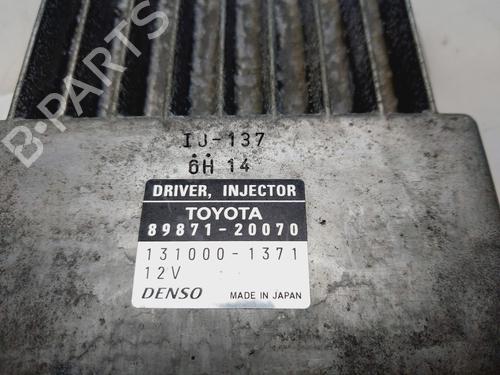 B-PARTS
IJ-137
6H 14
DRIVER, INJECTOR
TOYOTA
89871-20070
131000-1371
12V
DENSO MADE IN JAPAN